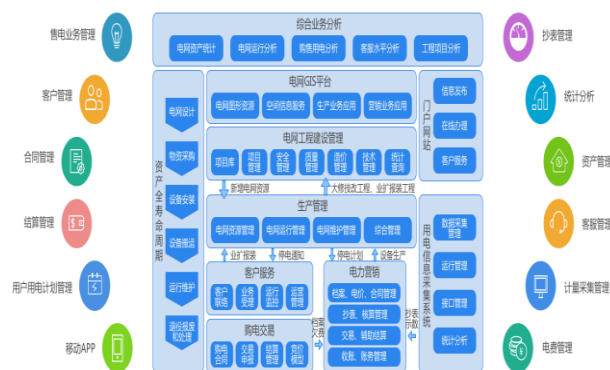 售电业务管理
客户管理
合同管理
结算管理
用户用电计划管理
移动APP
综合业务分析
电网资产统计
电网运行分析
购售用电分析
客服水平分析
工程项目分析
资产全寿命周期
电网设计
物资采购
设备安装
设备搬运
运行维护
退役报废
和处理
电网GIS平台
电网图形资源
空间信息服务
生产业务应用
营销业务应用
电网工程建设管理
项目库
项目
管理
安全
管理
质量
管理
造价
管理
技术
管理
统计
查询
新增电网资源
大修技改工程、业扩报装工程
生产管理
电网资源管理
电网运行管理
电网维护管理
综合管理
业扩报装
停电通知
停电计划
设备生产
客户服务
客户
联络
业务
受理
运行
监控
运营
管理
购电交易
购电
合同
交易
申报
结算
管理
竞价
模型
档案
欠费
电力营销
档案、电价、合同管理
抄表、核算管理
交易、辅助结算
收账、账务管理
抄表
示数
门户网站
信息发布
在线办理
客户服务
用电信息采集系统
数据采集
管理
运行管理
接口管理
统计分析
抄表管理
统计分析
资产管理
客服管理
计量采集管理
电费管理